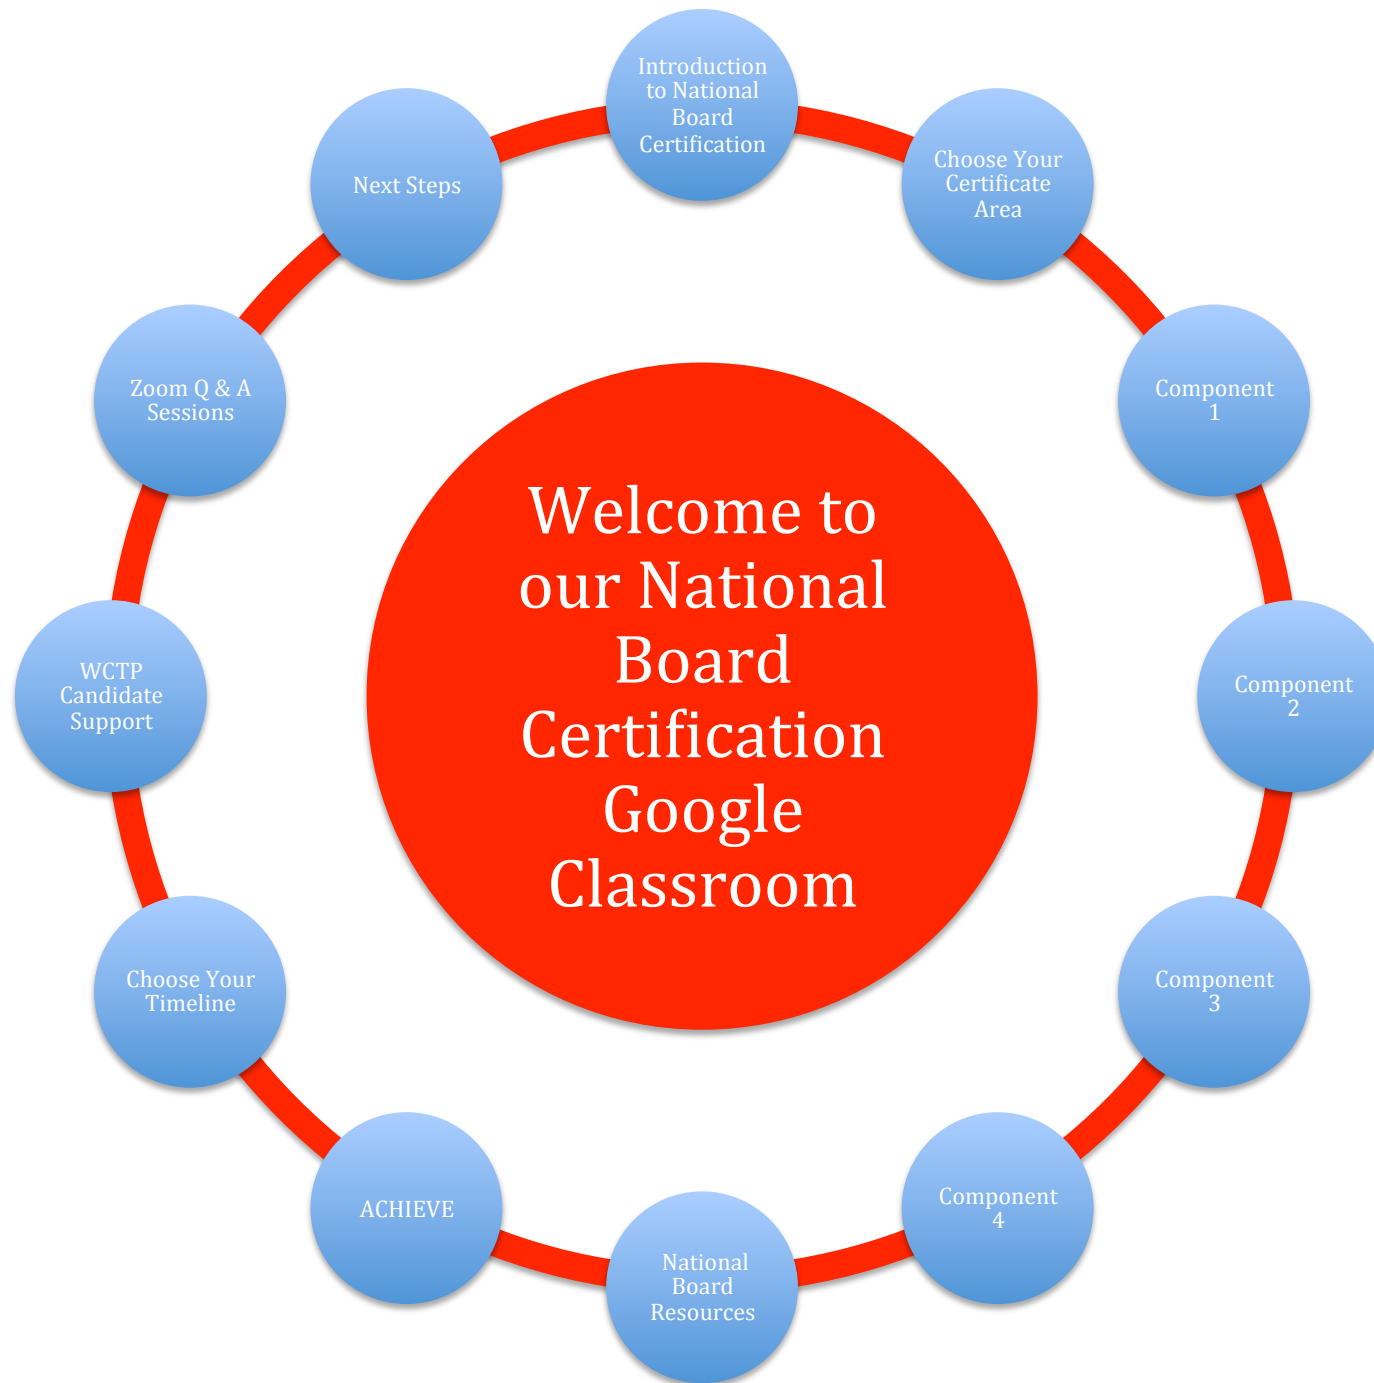 Introduction
to National
Board
Certification
Choose Your
Certificate
Area
Component
1
Component
2
Component
3
Component
4
National
Board
Resources
ACHIEVE
Choose Your
Timeline
WCTP
Candidate
Support
Zoom Q & A
Sessions
Next Steps
Welcome to
our National
Board
Certification
Google
Classroom